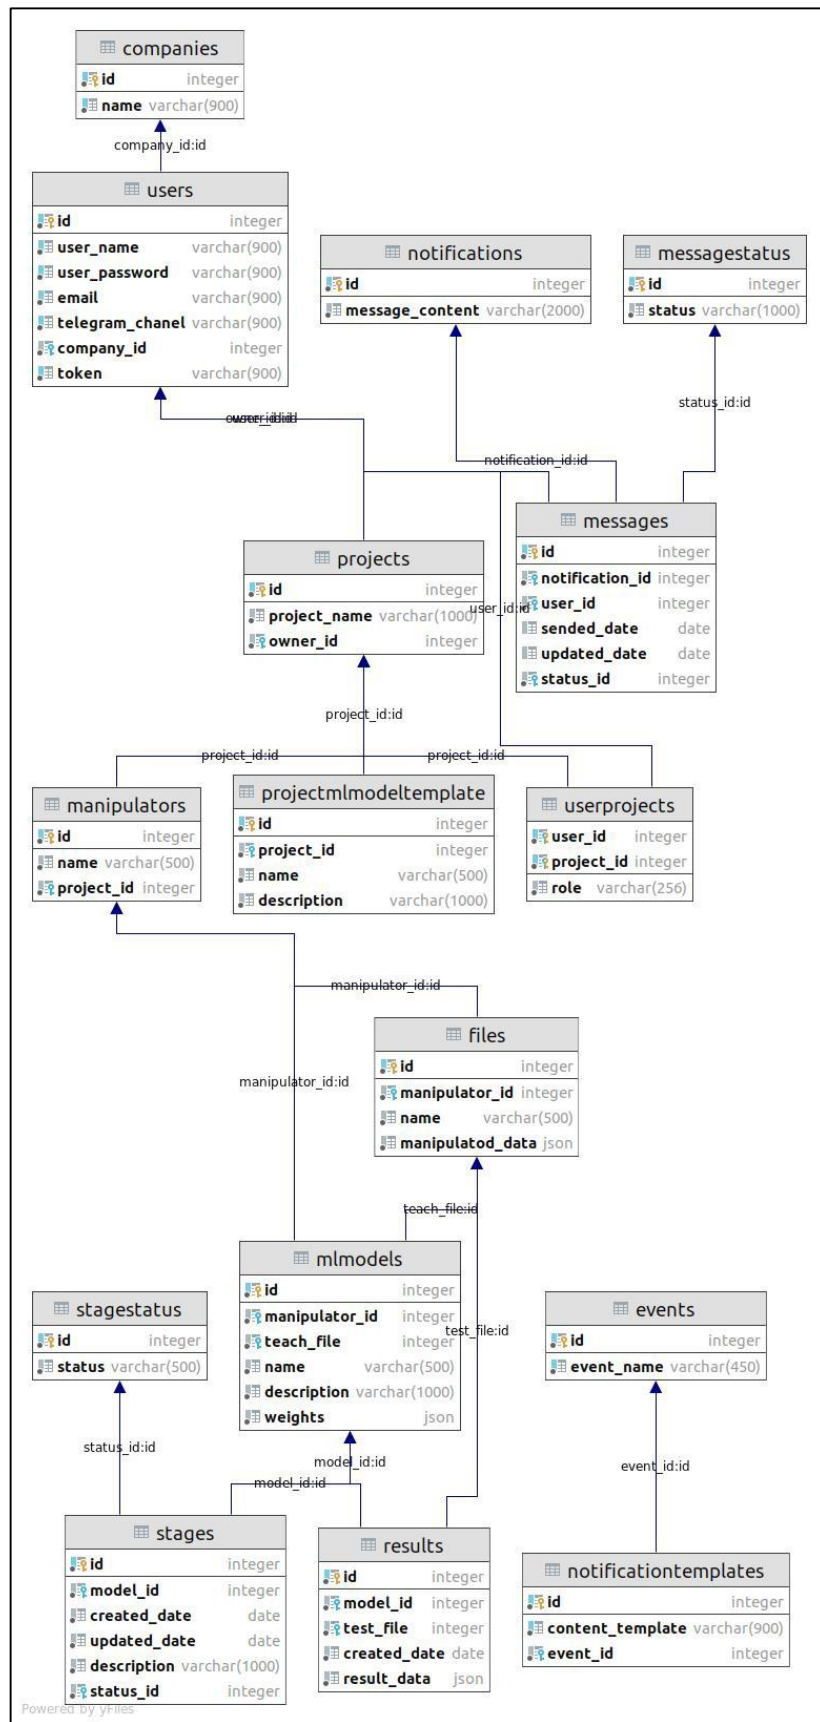 companies
id integer
name varchar(900)
company_id:id
users
id integer
user_name varchar(900)
user_password varchar(900)
email varchar(900)
telegram_chanel varchar(900)
company_id integer
token varchar(900)
notifications
id integer
message_content varchar(2000)
messagestatus
id integer
status varchar(1000)
status_id:id
notification_id:id
messages
id integer
notification_id integer
user_id integer
sended_date date
updated_date date
status_id integer
projects
id integer
project_name varchar(1000)
owner_id integer
user_id:id
project_id:id
project_id:id
project_id:id
manipulators
id integer
name varchar(500)
project_id integer
projectmlmodeltemplate
id integer
project_id integer
name varchar(500)
description varchar(1000)
userprojects
user_id integer
project_id integer
role varchar(256)
manipulator_id:id
files
id integer
manipulator_id integer
name varchar(500)
manipulatod_data json
manipulator_id:id
teach_file:id
mlmodels
id integer
manipulator_id integer
teach_file integer
name varchar(500)
description varchar(1000)
weights json
stagestatus
id integer
status varchar(500)
test_file:id
events
id integer
event_name varchar(450)
status_id:id
model_id:id
model_id:id
event_id:id
stages
id integer
model_id integer
created_date date
updated_date date
description varchar(1000)
status_id integer
results
id integer
model_id integer
test_file integer
created_date date
result_data json
notificationtemplates
id integer
content_template varchar(900)
event_id integer
Powered by yFiles